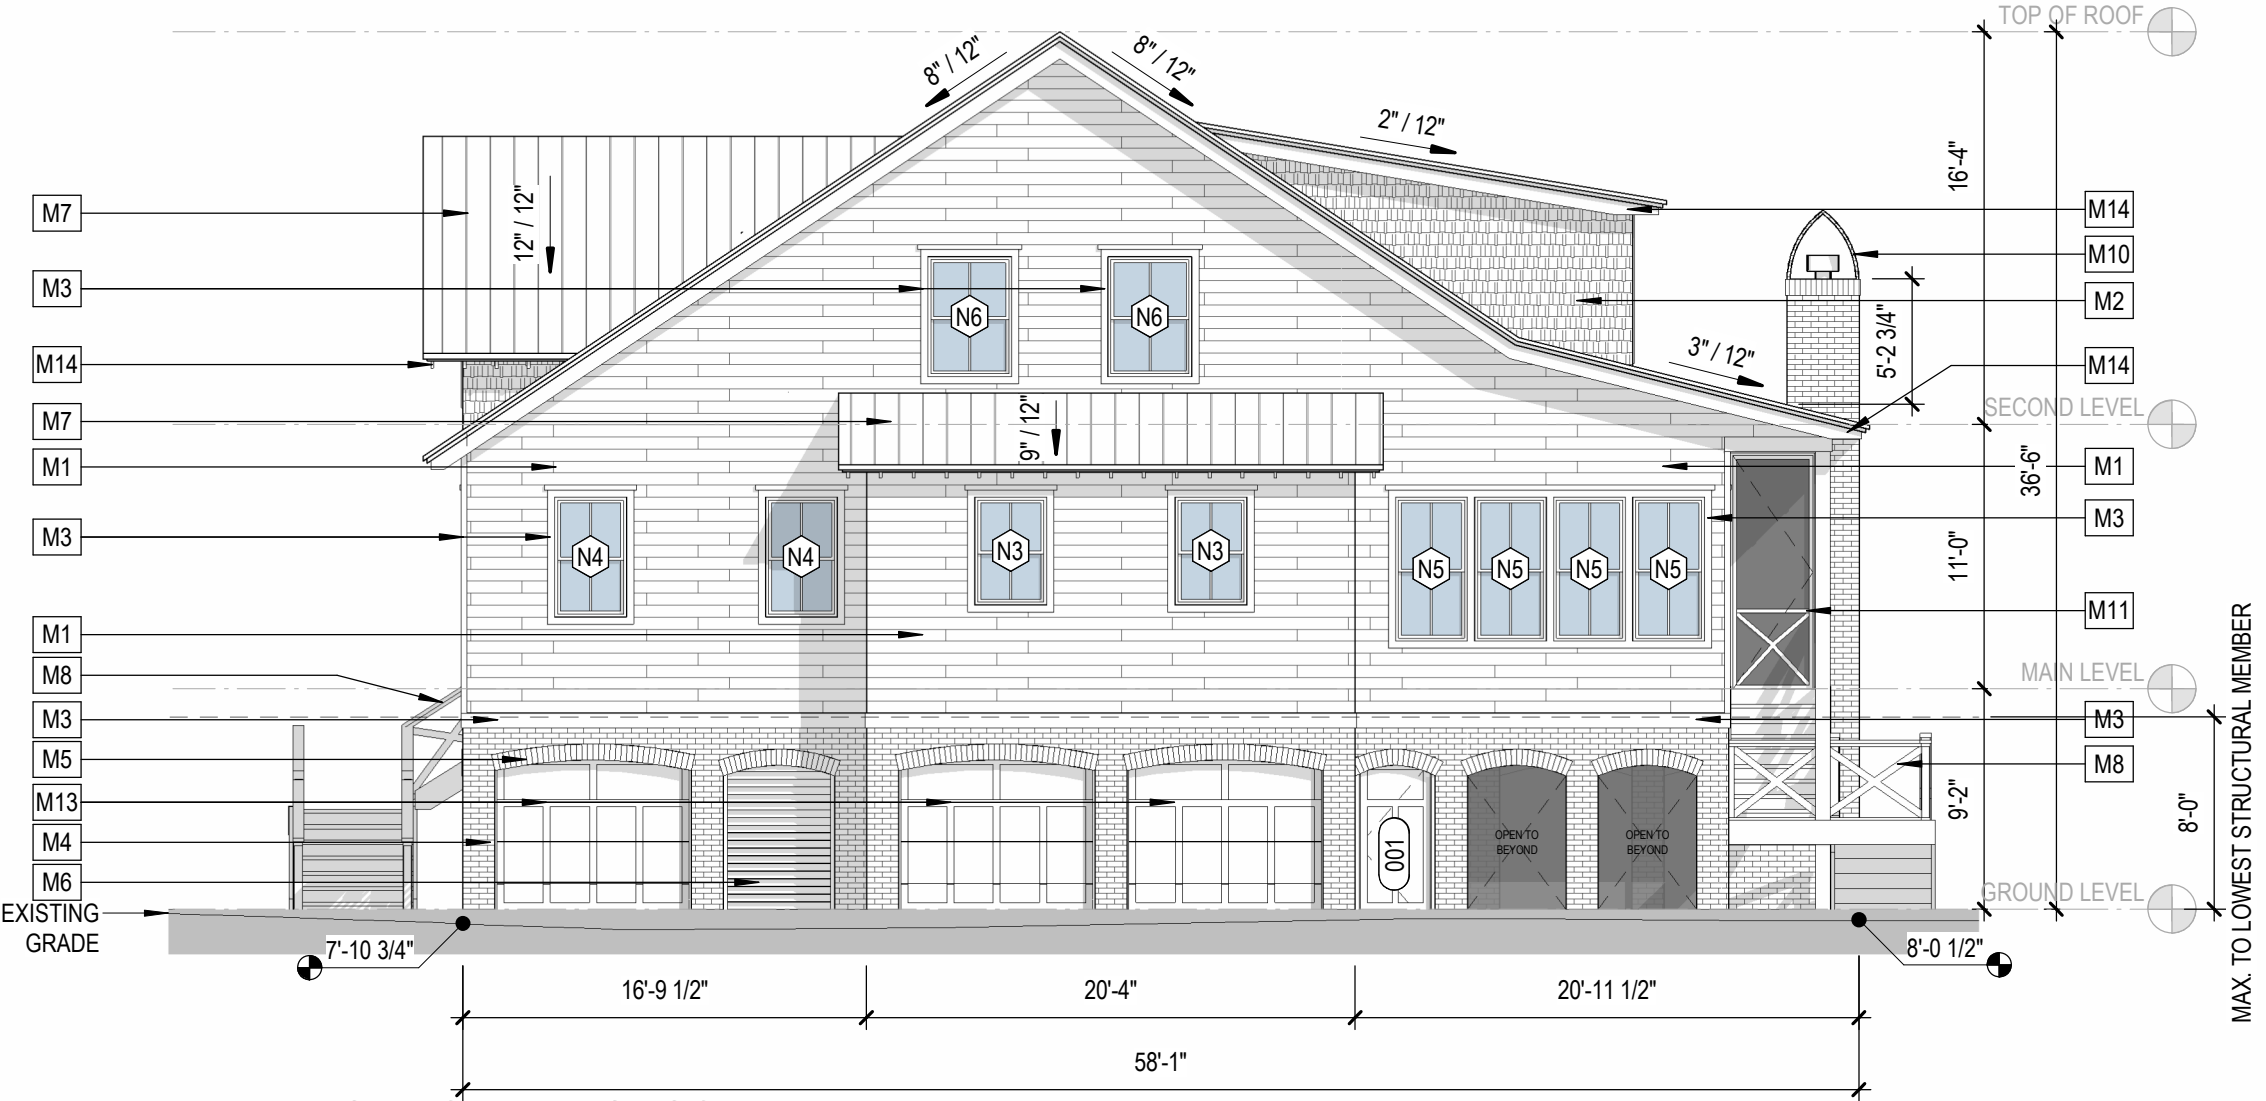 TOP OF ROOF
8" / 12"
8" / 12"
2" / 12"
16'-4"
M7
12" / 12"
M14
M10
M3
N6
N6
M2
5'-2 3/4"
3" / 12"
M14
M14
M7
9" / 12"
SECOND LEVEL
M1
M1
36'-6"
M3
N4
N4
N3
N3
N5
N5
N5
N5
M3
11'-0"
M11
M1
M8
MAIN LEVEL
M3
M3
M5
M8
M13
9'-2"
8'-0"
MAX. TO LOWEST STRUCTURAL MEMBER
M4
001
OPEN TO
BEYOND
OPEN TO
BEYOND
M6
GROUND LEVEL
EXISTING
GRADE
7'-10 3/4"
8'-0 1/2"
16'-9 1/2"
20'-4"
20'-11 1/2"
58'-1"